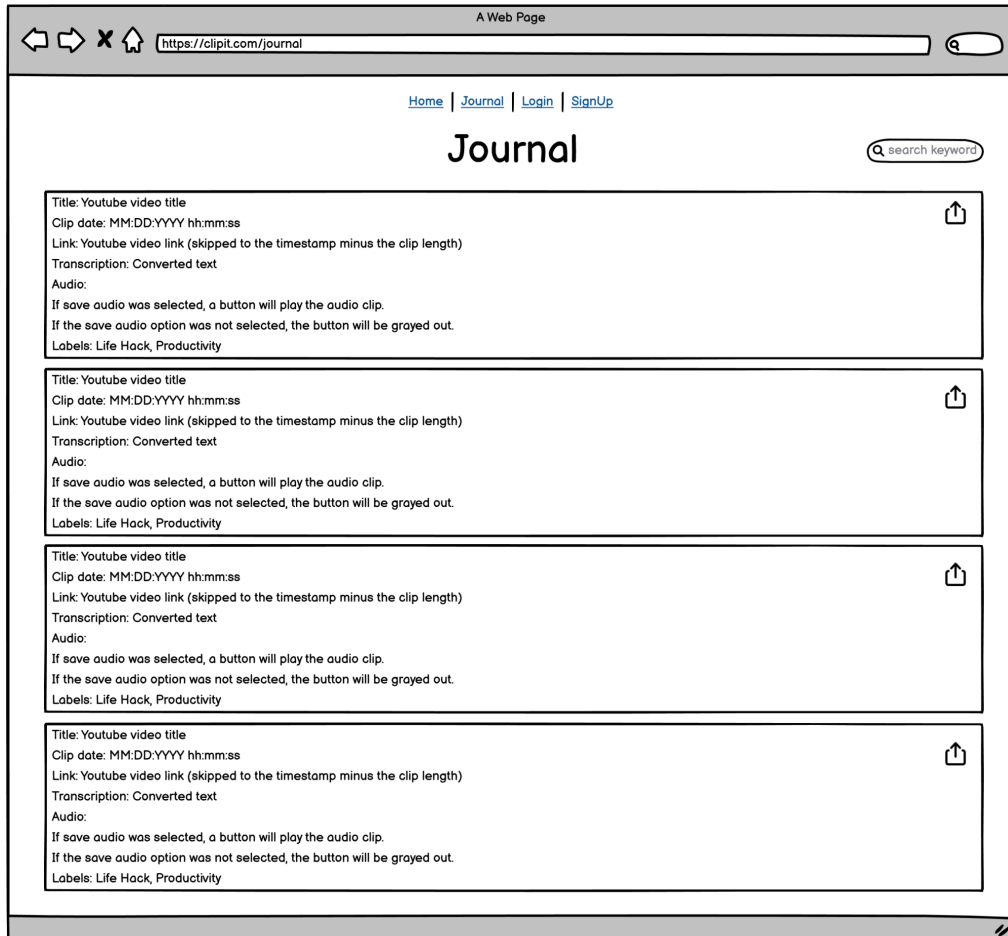 A Web Page
https://clipit.com/journal
Home | Journal | Login | SignUp
Journal
search keyword
Title: Youtube video title
Clip date: MM:DD:YYYY hh:mm:ss
Link: Youtube video link (skipped to the timestamp minus the clip length)
Transcription: Converted text
Audio:
If save audio was selected, a button will play the audio clip.
If the save audio option was not selected, the button will be grayed out.
Labels: Life Hack, Productivity
Title: Youtube video title
Clip date: MM:DD:YYYY hh:mm:ss
Link: Youtube video link (skipped to the timestamp minus the clip length)
Transcription: Converted text
Audio:
If save audio was selected, a button will play the audio clip.
If the save audio option was not selected, the button will be grayed out.
Labels: Life Hack, Productivity
Title: Youtube video title
Clip date: MM:DD:YYYY hh:mm:ss
Link: Youtube video link (skipped to the timestamp minus the clip length)
Transcription: Converted text
Audio:
If save audio was selected, a button will play the audio clip.
If the save audio option was not selected, the button will be grayed out.
Labels: Life Hack, Productivity
Title: Youtube video title
Clip date: MM:DD:YYYY hh:mm:ss
Link: Youtube video link (skipped to the timestamp minus the clip length)
Transcription: Converted text
Audio:
If save audio was selected, a button will play the audio clip.
If the save audio option was not selected, the button will be grayed out.
Labels: Life Hack, Productivity